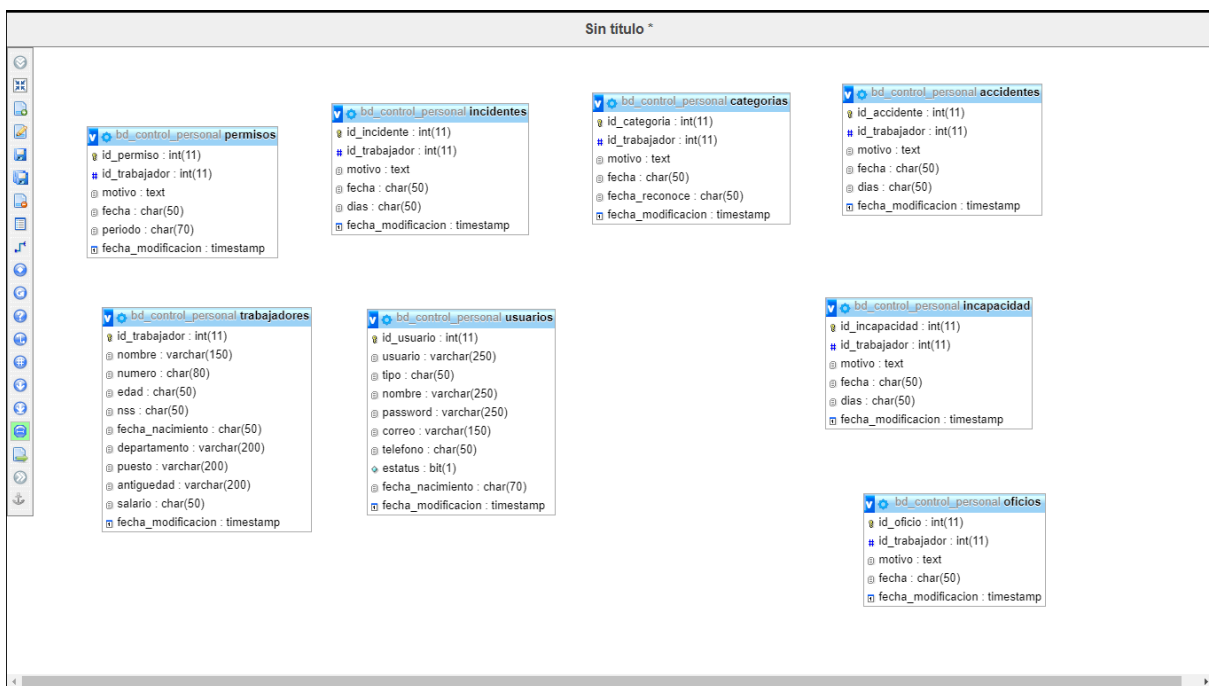 Sin título *
bd_control_personal permisos
id_permiso : int(11)
id_trabajador : int(11)
motivo : text
fecha : char(50)
periodo : char(70)
fecha_modificacion : timestamp
bd_control_personal incidentes
id_incidente : int(11)
id_trabajador : int(11)
motivo : text
fecha : char(50)
dias : char(50)
fecha_modificacion : timestamp
bd_control_personal categorias
id_categoria : int(11)
id_trabajador : int(11)
motivo : text
fecha : char(50)
fecha_reconoce : char(50)
fecha_modificacion : timestamp
bd_control_personal accidentes
id_accidente : int(11)
id_trabajador : int(11)
motivo : text
fecha : char(50)
dias : char(50)
fecha_modificacion : timestamp
bd_control_personal trabajadores
id_trabajador : int(11)
nombre : varchar(150)
numero : char(80)
edad : char(50)
nss : char(50)
fecha_nacimiento : char(50)
departamento : varchar(200)
puesto : varchar(200)
antiguedad : varchar(200)
salario : char(50)
fecha_modificacion : timestamp
bd_control_personal usuarios
id_usuario : int(11)
usuario : varchar(250)
tipo : char(50)
nombre : varchar(250)
password : varchar(250)
correo : varchar(150)
telefono : char(50)
estatus : bit(1)
fecha_nacimiento : char(70)
fecha_modificacion : timestamp
bd_control_personal incapacidad
id_incapacidad : int(11)
id_trabajador : int(11)
motivo : text
fecha : char(50)
dias : char(50)
fecha_modificacion : timestamp
bd_control_personal oficios
id_oficio : int(11)
id_trabajador : int(11)
motivo : text
fecha : char(50)
fecha_modificacion : timestamp